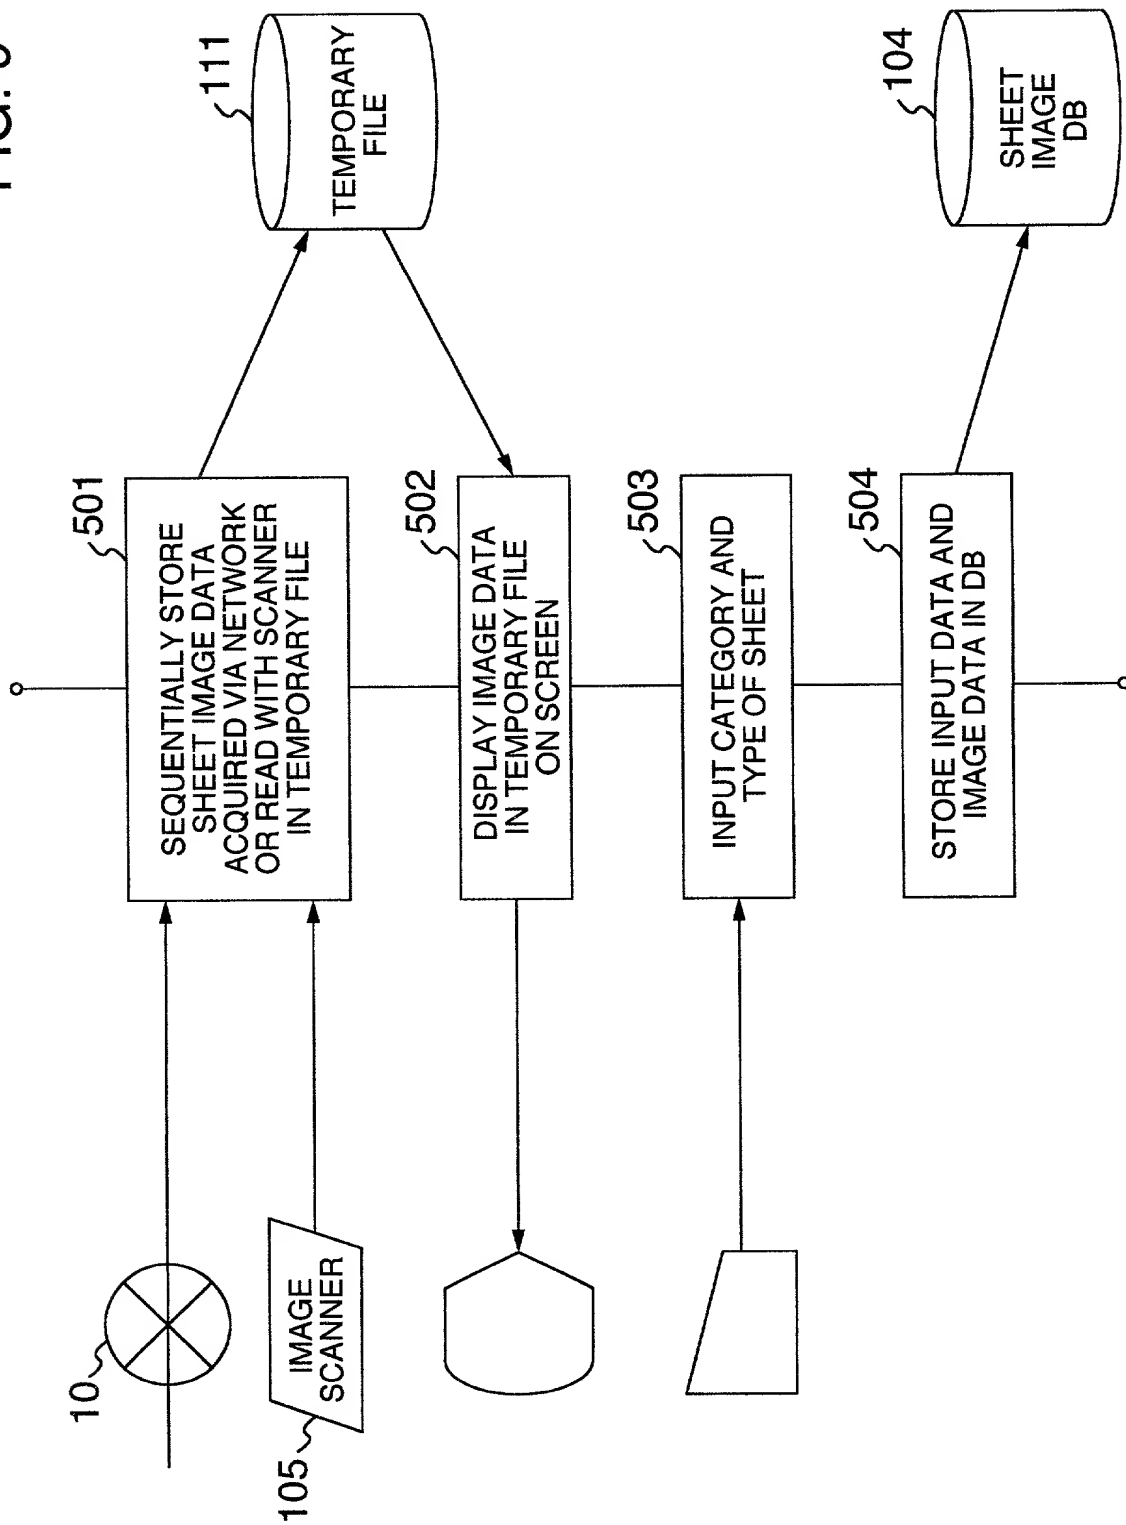 FIG.
111
TEMPORARY
FILE
104
SHEET
IMAGE
DB
501
SEQUENTIALLY STORE
SHEET IMAGE DATA
ACQUIRED VIA NETWORK
OR READ WITH SCANNER
IN TEMPORARY FILE
502
DISPLAY IMAGE DATA
IN TEMPORARY FILE
ON SCREEN
503
INPUT CATEGORY AND
TYPE OF SHEET
504
STORE INPUT DATA AND
IMAGE DATA IN DB
10
IMAGE
SCANNER
105